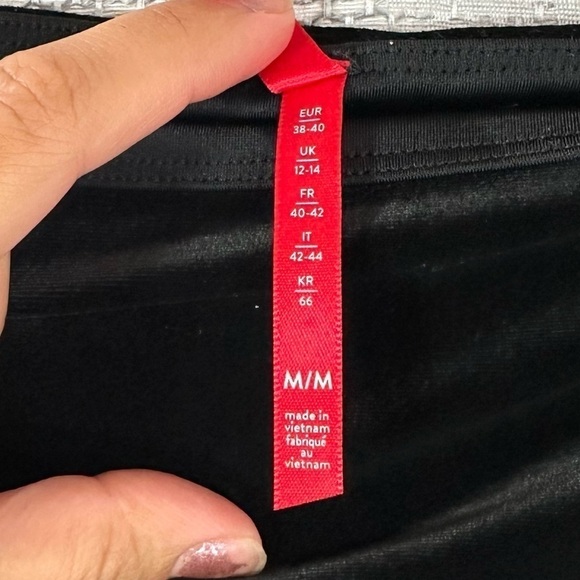 EUR
38-40
UK
12-14
FR
40-42
IT
42-44
KR
66
M/M
made in
vietnam
fabriqué
au
vietnam